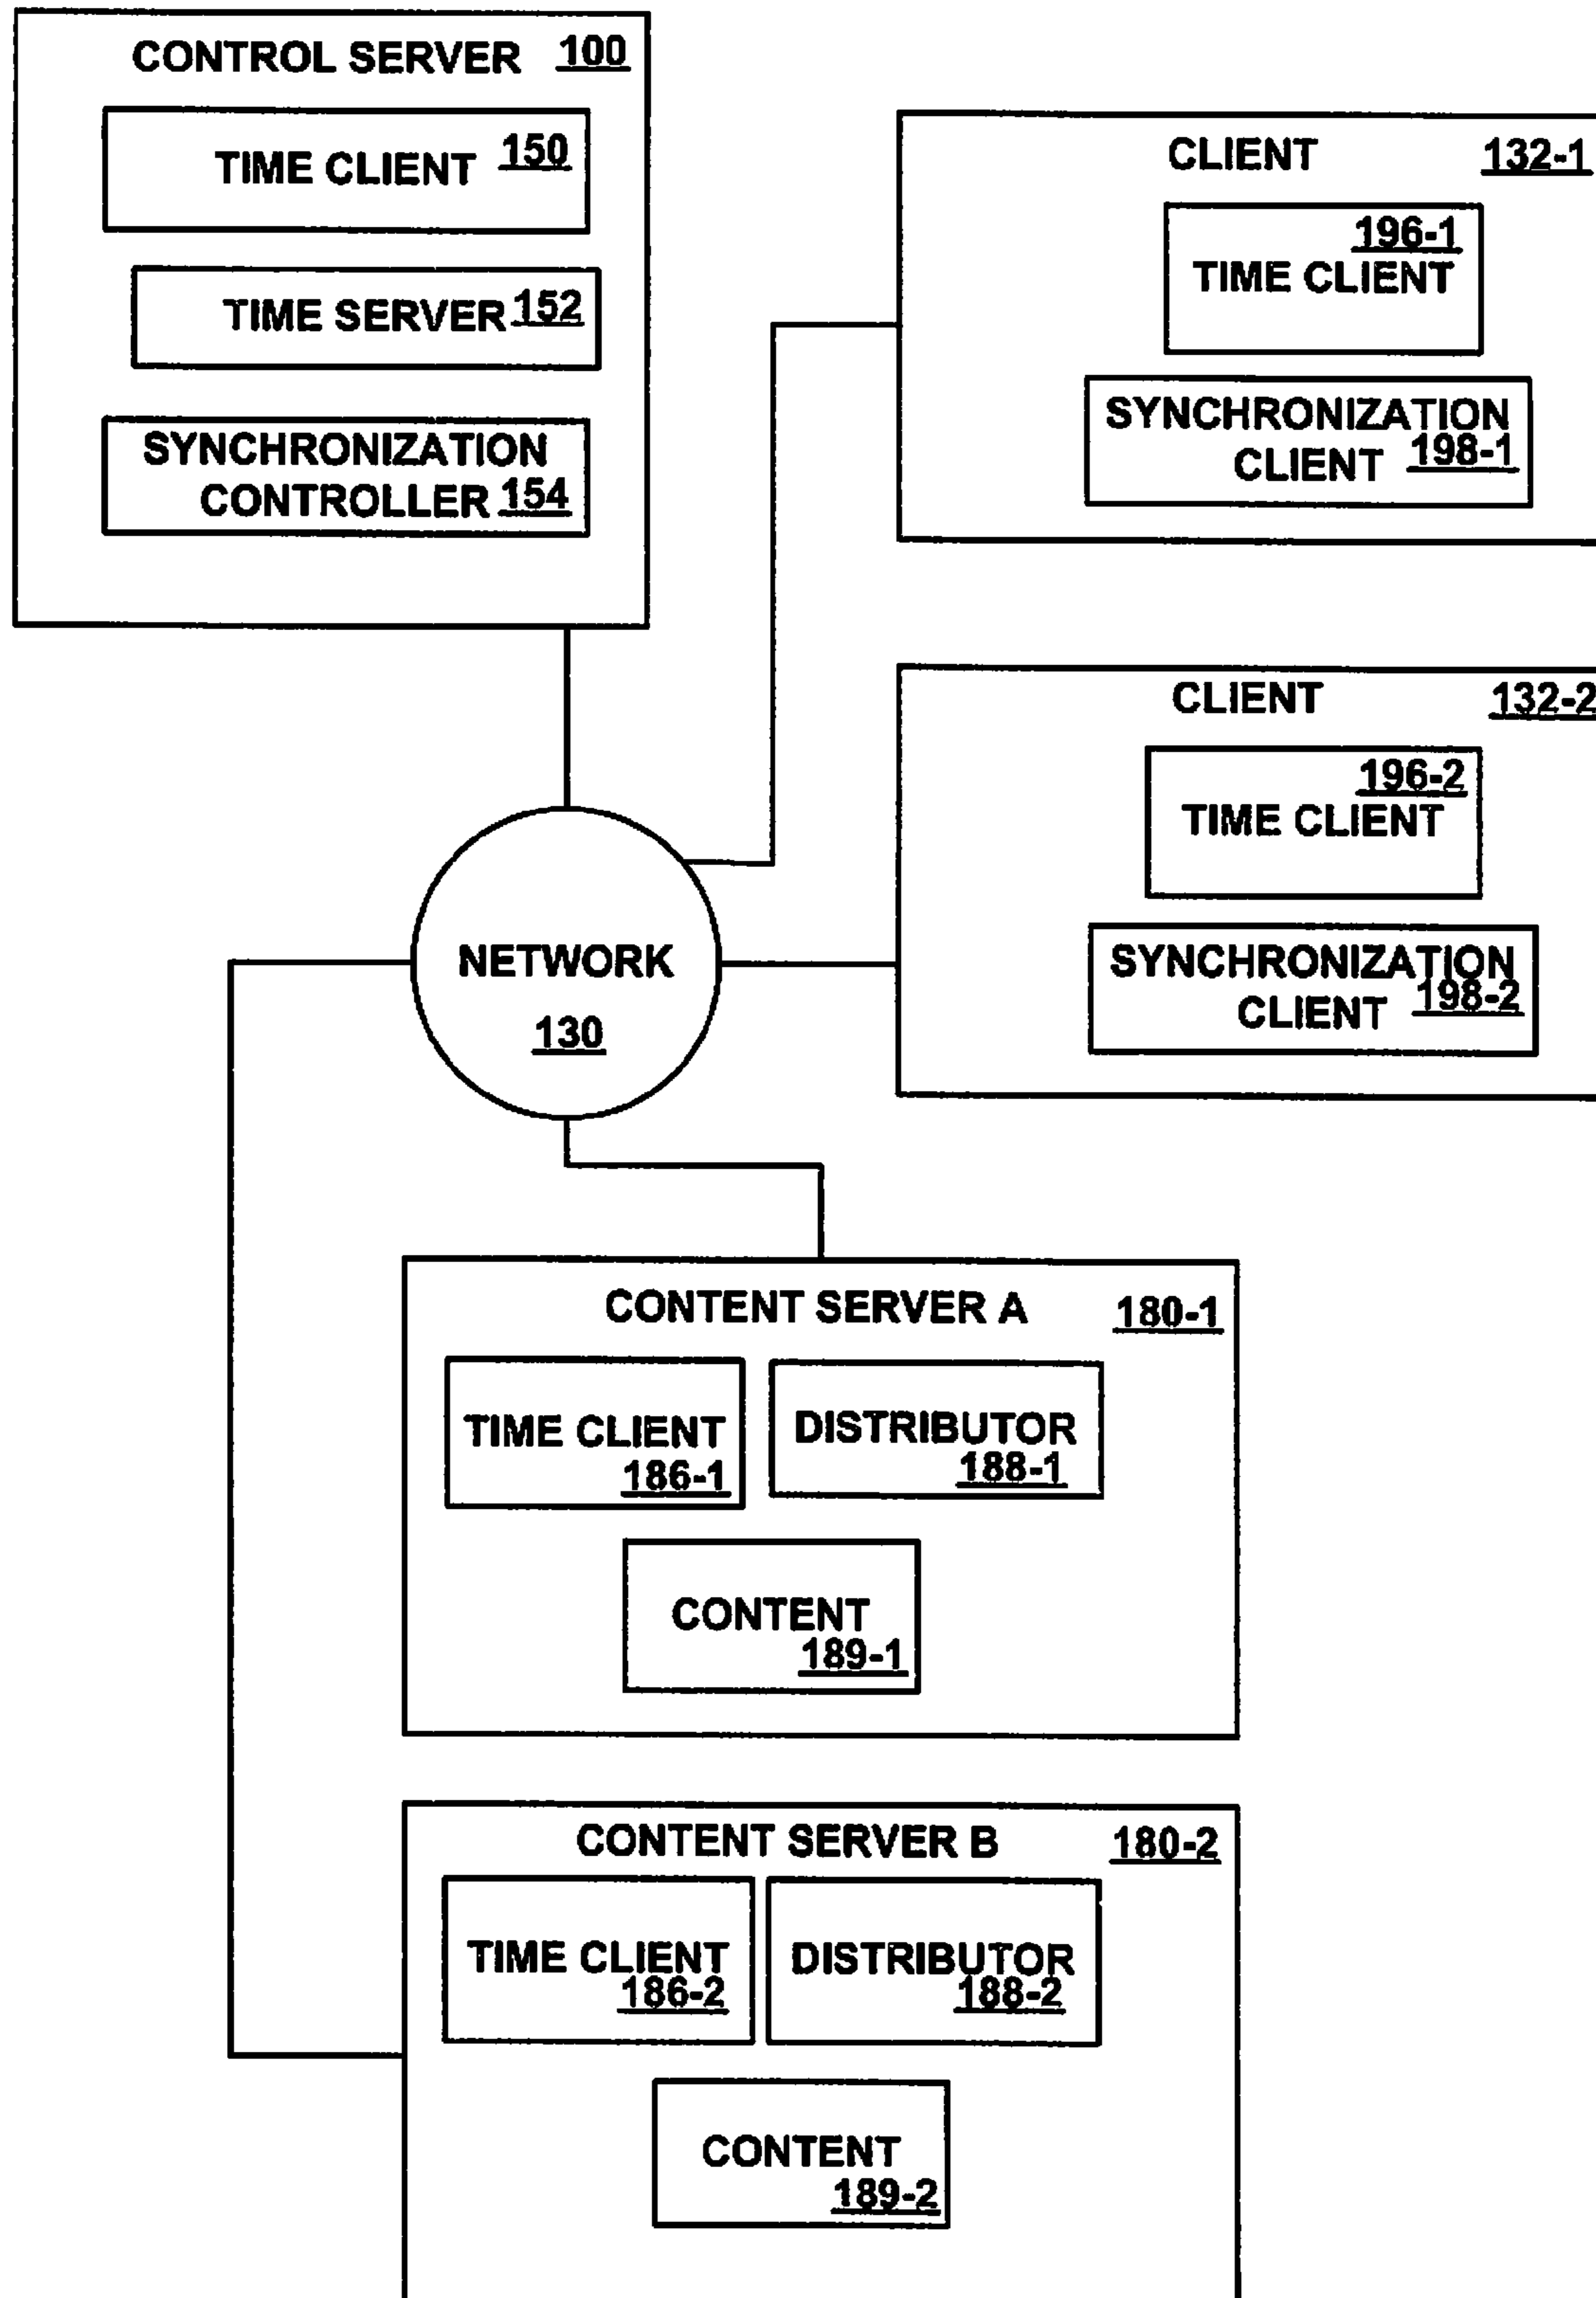 CONTROL SERVER 100
TIME CLIENT 150
TIME SERVER 152
SYNCHRONIZATION
CONTROLLER 154
CLIENT 132-1
196-1
TIME CLIENT
SYNCHRONIZATION
CLIENT 198-1
CLIENT 132-2
196-2
TIME CLIENT
SYNCHRONIZATION
CLIENT 198-2
NETWORK
130
CONTENT SERVER A 180-1
TIME CLIENT
186-1
DISTRIBUTOR
188-1
CONTENT
189-1
CONTENT SERVER B 180-2
TIME CLIENT
186-2
DISTRIBUTOR
188-2
CONTENT
189-2